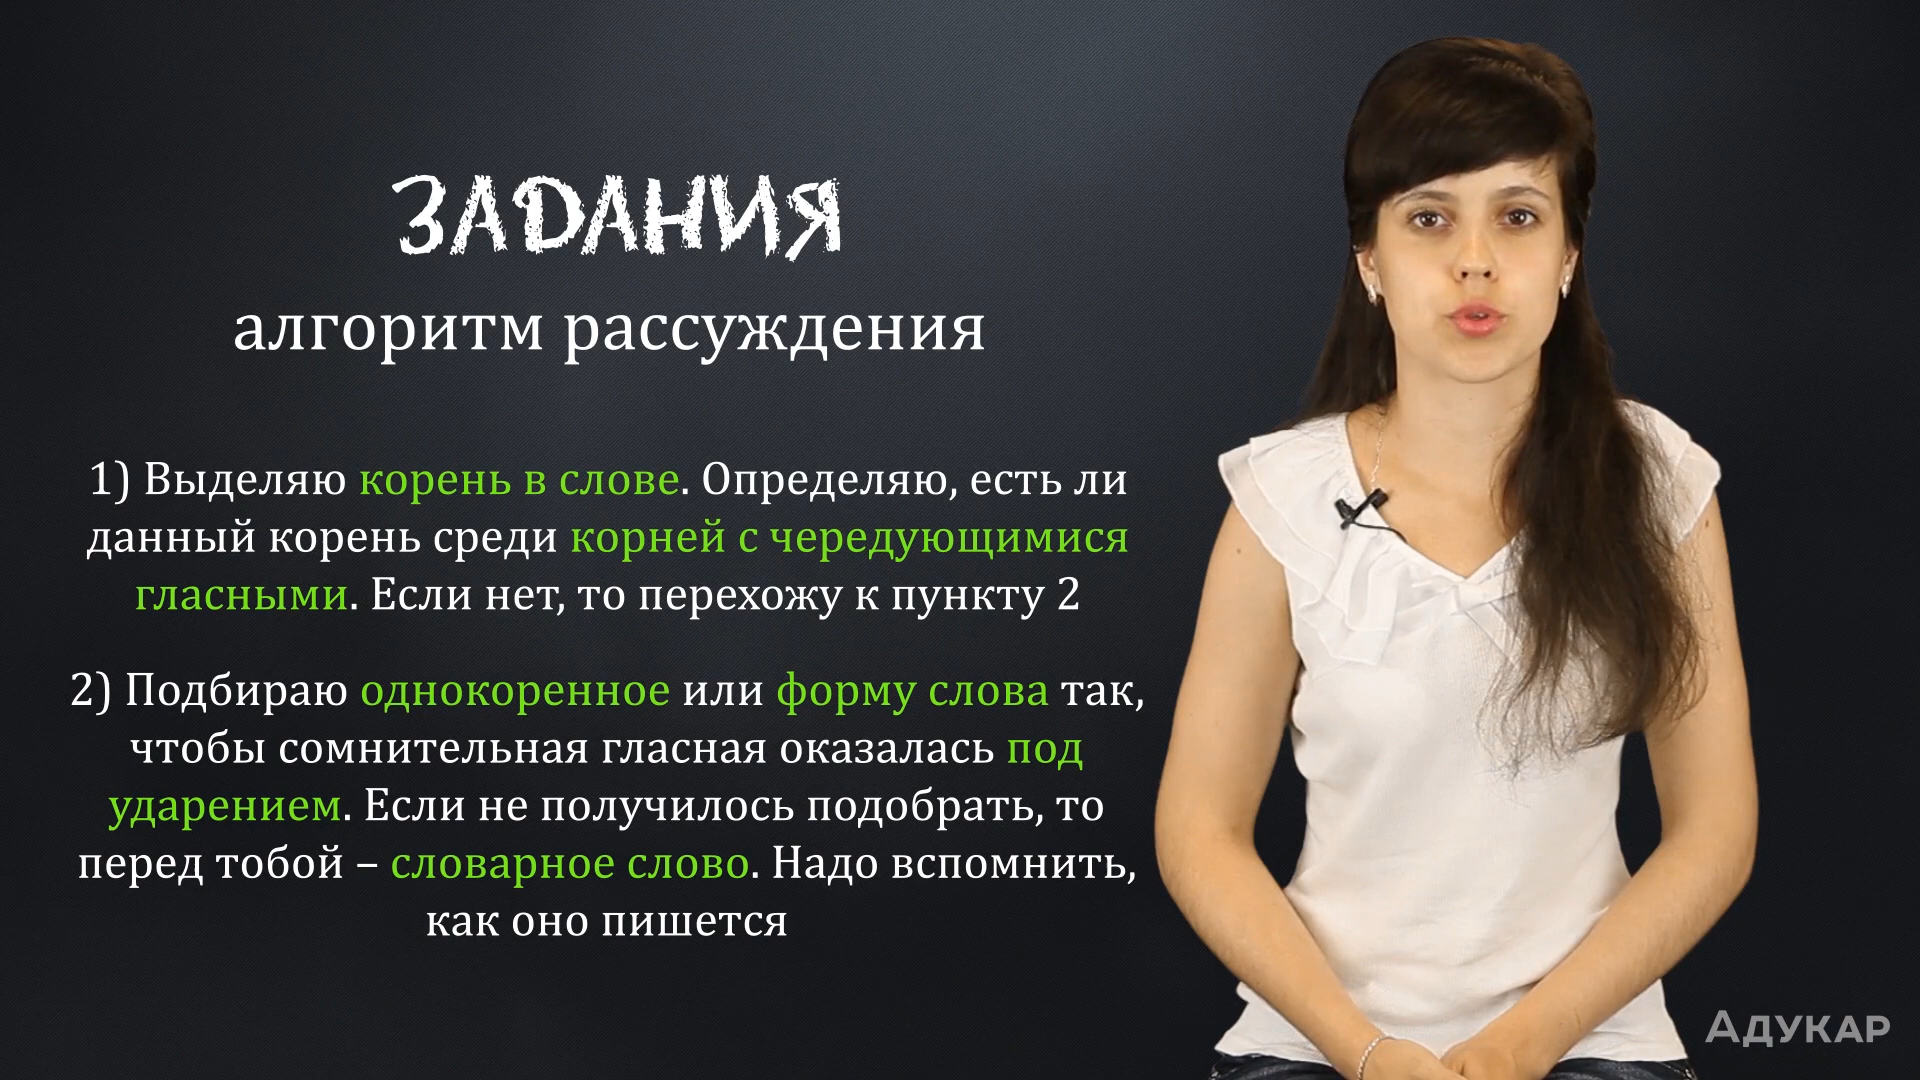 ЗАДАНИЯ
алгоритм рассуждения
1) Выделяю корень в слове. Определяю, есть ли
данный корень среди корней с чередующимися
гласными. Если нет, то перехожу к пункту 2
2) Подбираю однокоренное или форму слова так,
чтобы сомнительная гласная оказалась под
ударением. Если не получилось подобрать, то
перед тобой – словарное слово. Надо вспомнить,
как оно пишется
АДУКАР